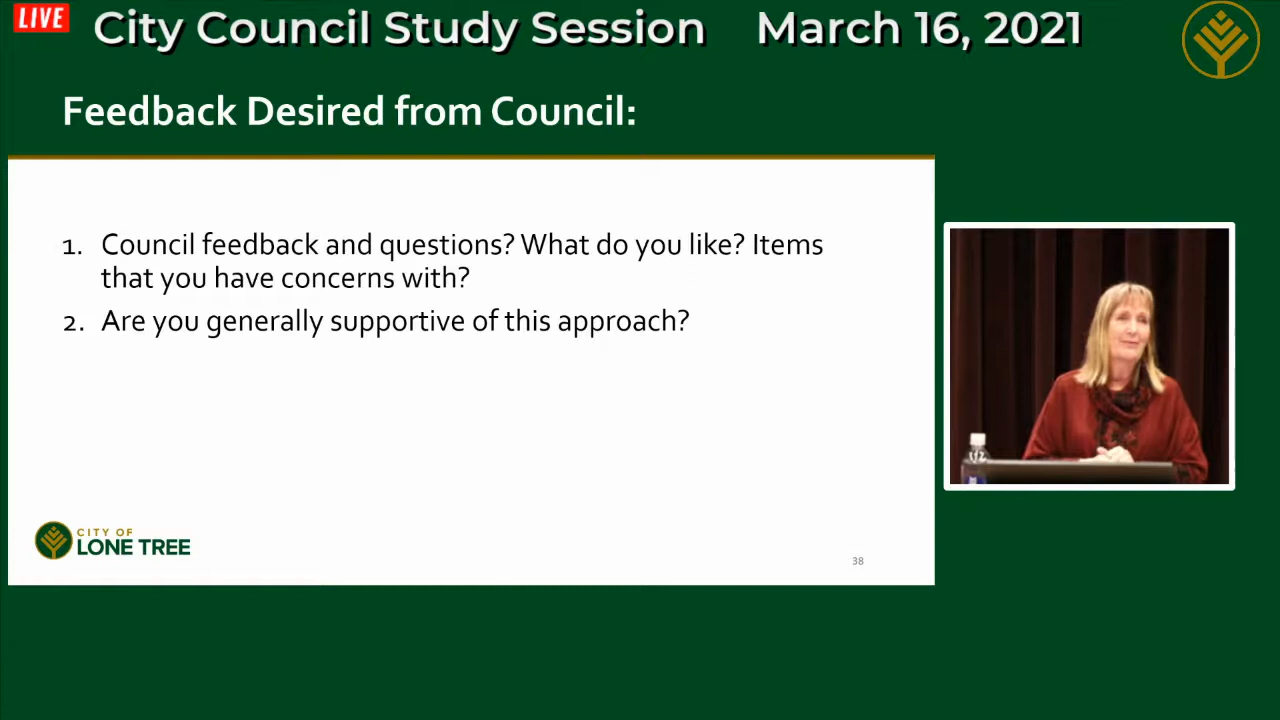 LIVE
City Council Study Session March 16, 2021
Feedback Desired from Council:
1. Council feedback and questions? What do you like? Items
that you have concerns with?
2. Are you generally supportive of this approach?
CITY OF
LONE TREE
38